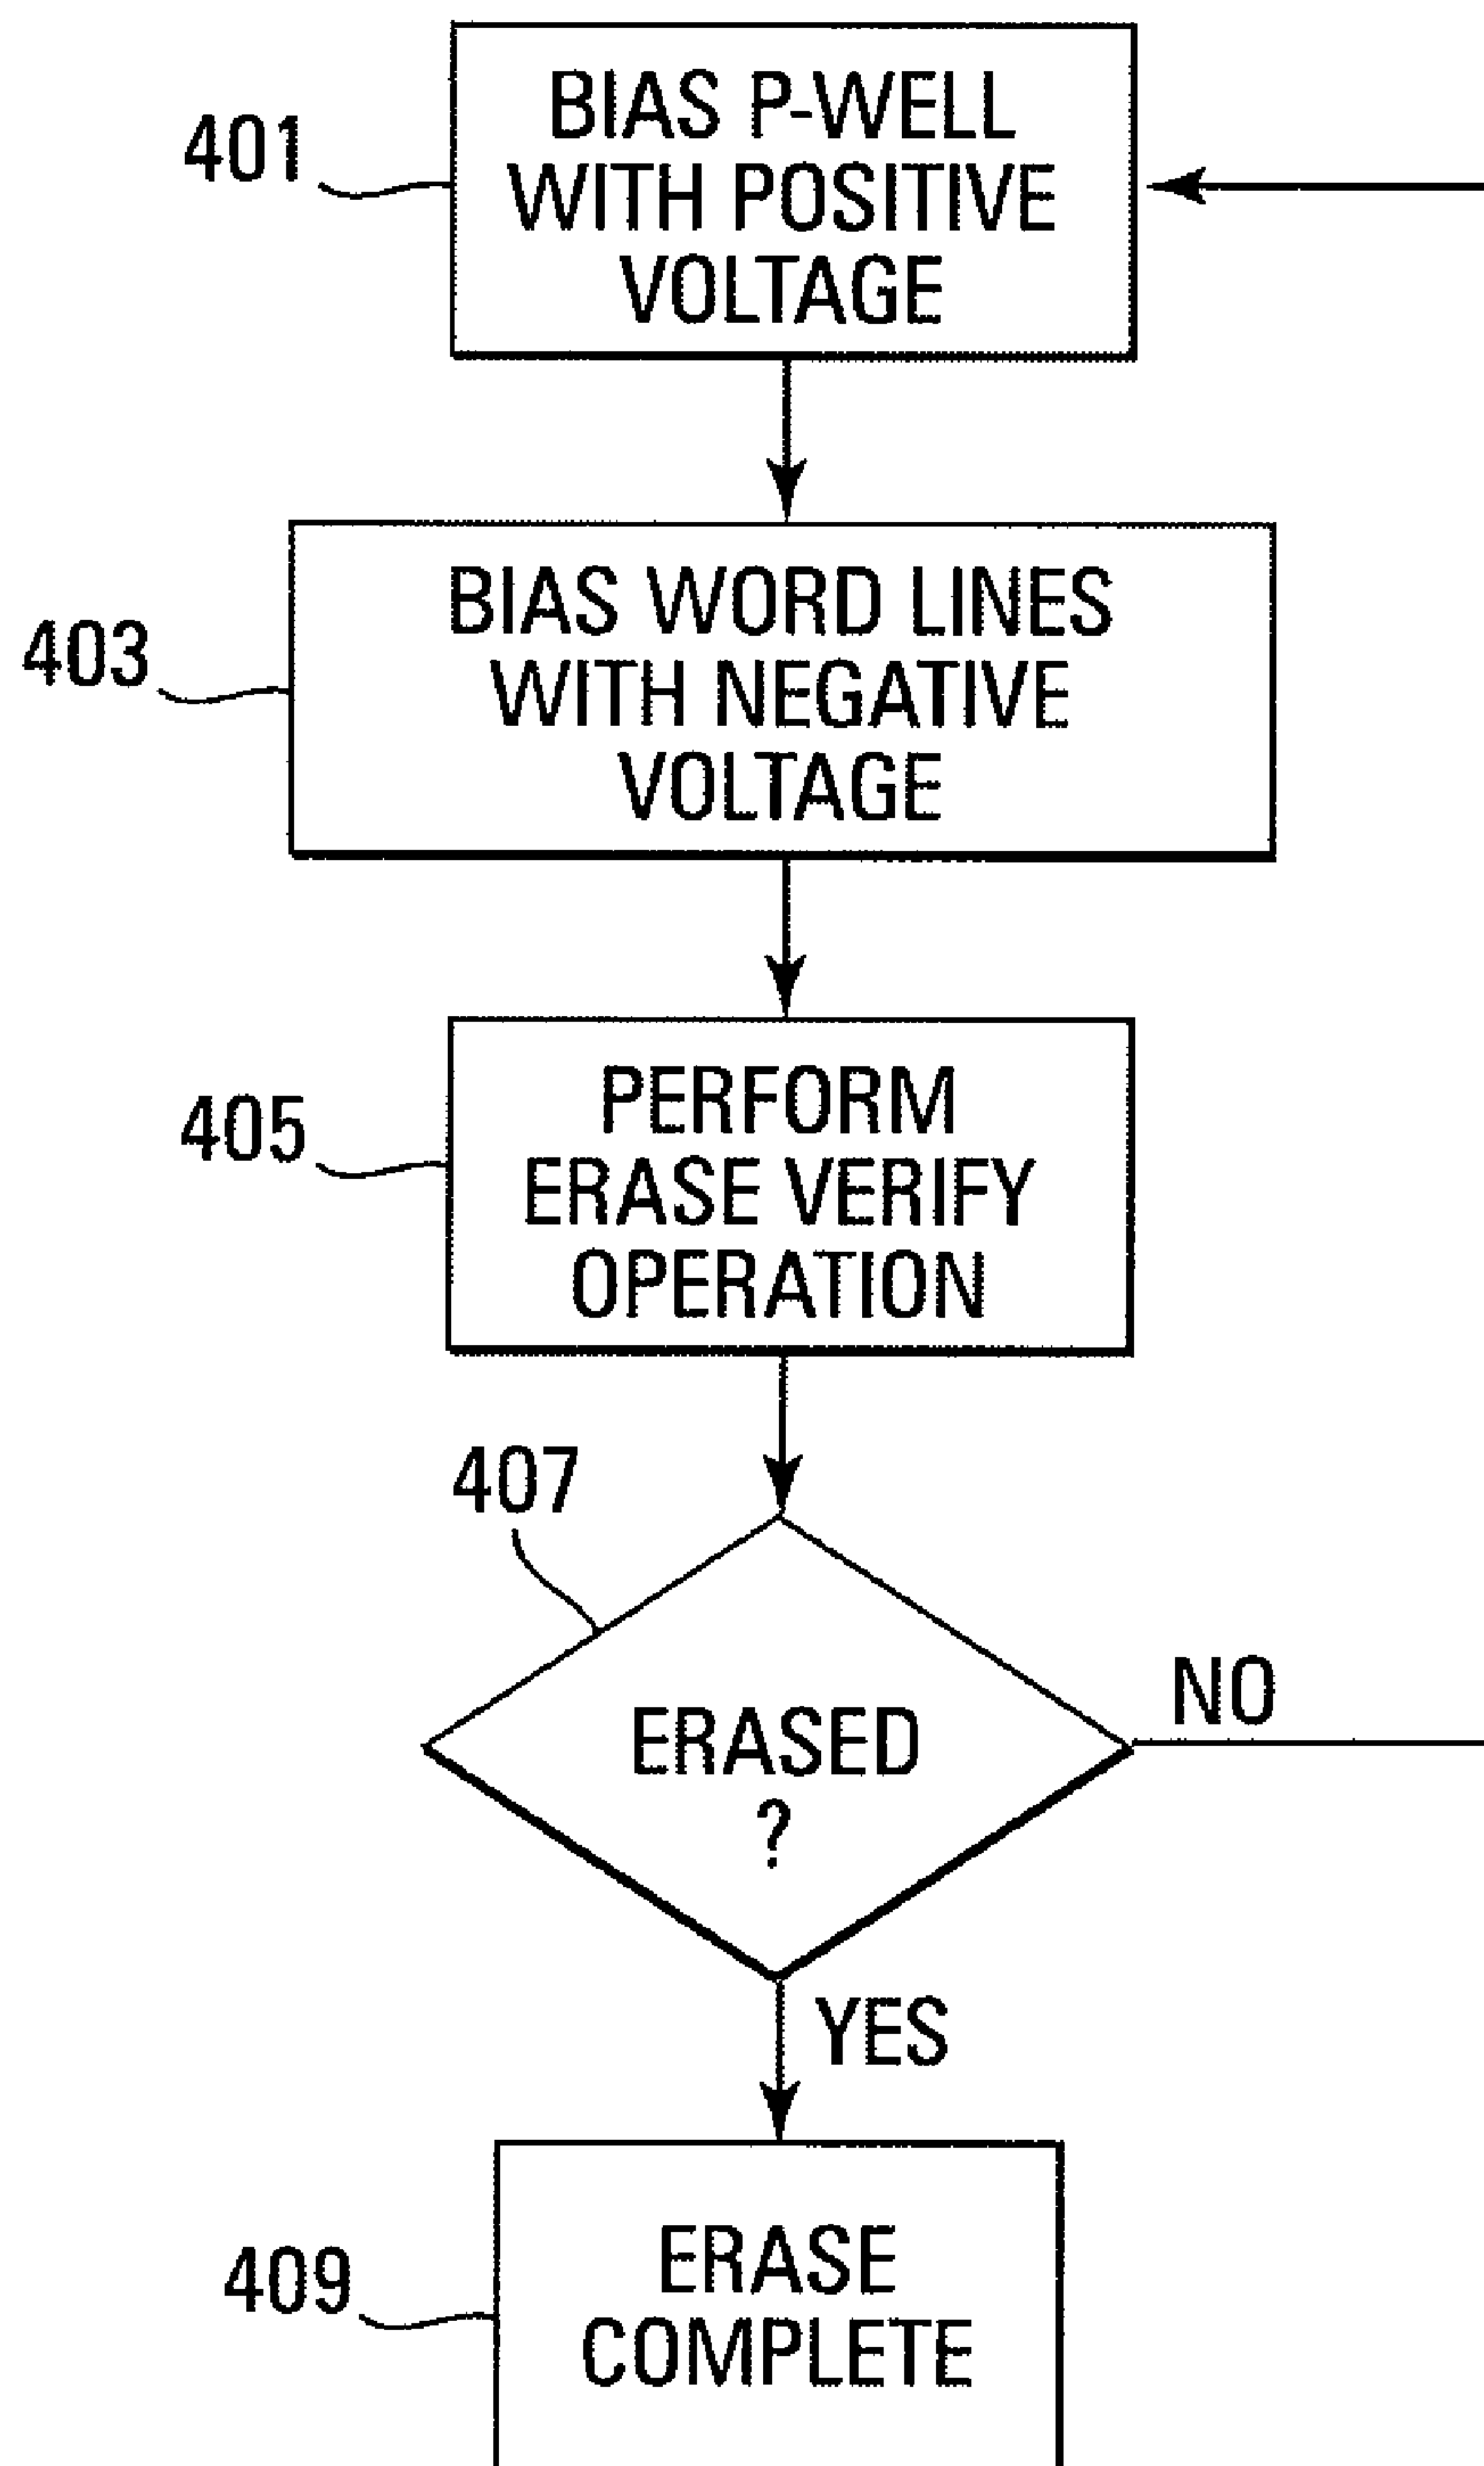 401
BIAS P-WELL
WITH POSITIVE
VOLTAGE
403
BIAS WORD LINES
WITH NEGATIVE
VOLTAGE
405
PERFORM
ERASE VERIFY
OPERATION
407
ERASED
?
NO
YES
409
ERASE
COMPLETE